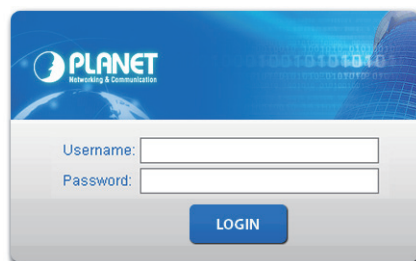 PLANET
Networking & Communication
Username:
Password:
LOGIN